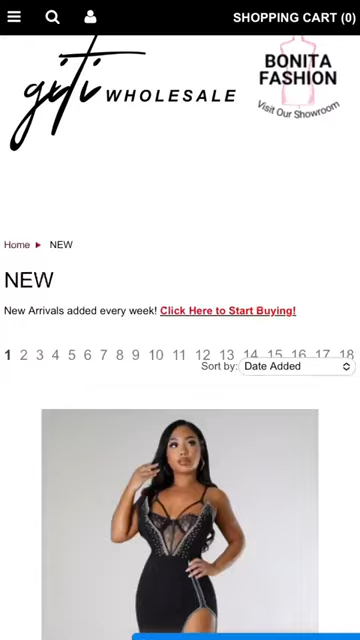 SHOPPING CART (0)
giti WHOLESALE
BONITA
FASHION
Visit Our Showroom
Home NEW
NEW
New Arrivals added every week! Click Here to Start Buying!
1 2 3 4 5 6 7 8 9 10 11 12 13 14 15 16 17 18
Sort by: Date Added